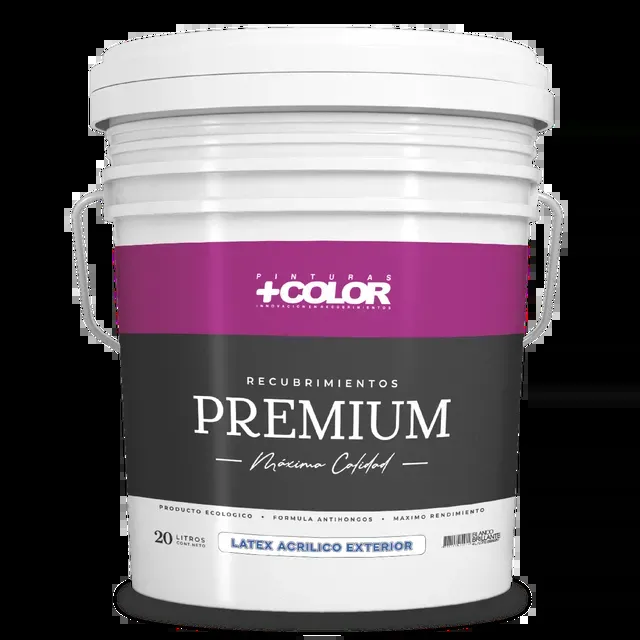 PINTURAS
+COLOR
INNOVACION EN RECUBRIMIENTOS
RECUBRIMIENTOS
PREMIUM
Máxima Calidad
PRODUCTO ECOLOGICO • FORMULA ANTIHONGOS • MAXIMO RENDIMIENTO
20 LITROS
CONT. NETO
LATEX ACRILICO EXTERIOR
BLANCO
BRILLANTE